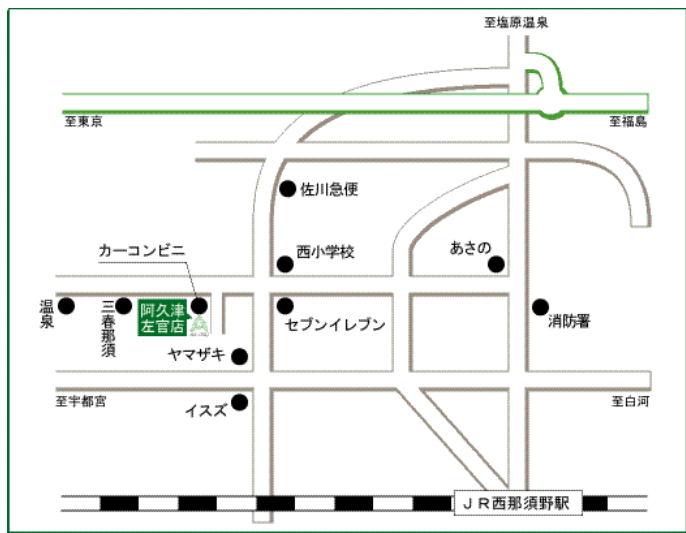 至塩原温泉
至東京
至福島
佐川急便
カーコンビニ
西小学校
あさの
温泉
三春那須
阿久津
左官店
セブンイレブン
消防署
ヤマザキ
至宇都宮
イスズ
至白河
ＪＲ西那須野駅